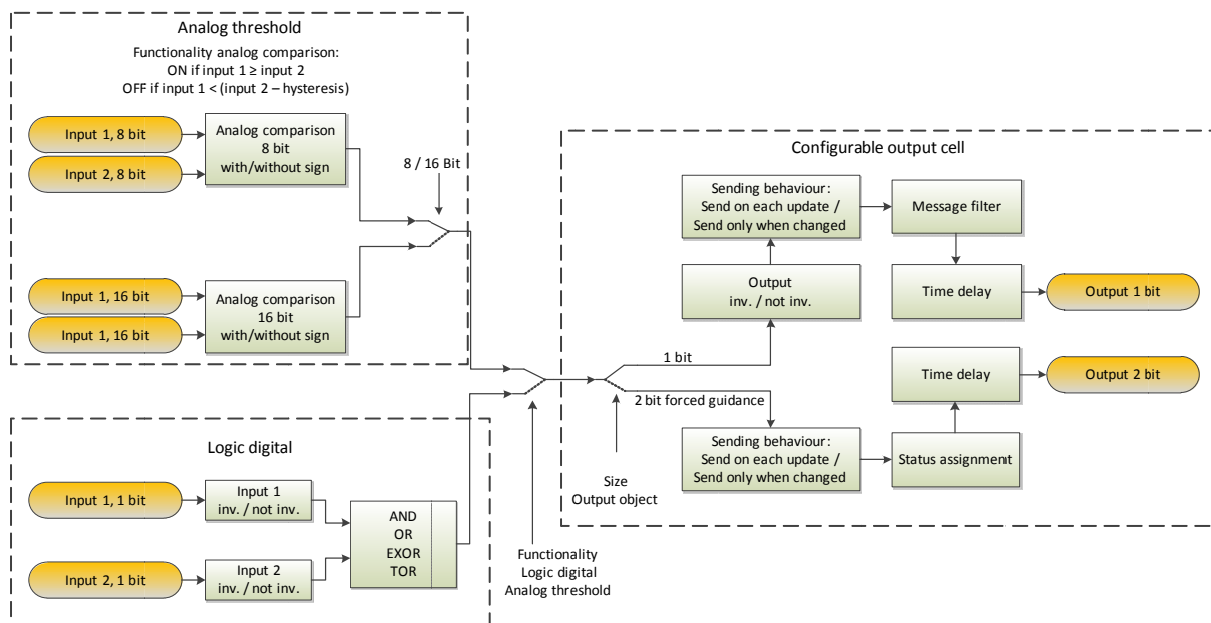 Analog threshold
Functionality analog comparison:
ON if input 1 ≥ input 2
OFF if input 1 < (input 2 – hysteresis)
Input 1, 8 bit
Input 2, 8 bit
Analog comparison
8 bit
with/without sign
8 / 16 Bit
Input 1, 16 bit
Input 1, 16 bit
Analog comparison
16 bit
with/without sign
Logic digital
Input 1, 1 bit
Input 1
inv. / not inv.
Input 2, 1 bit
Input 2
inv. / not inv.
AND
OR
EXOR
TOR
Functionality
Logic digital
Analog threshold
Configurable output cell
Sending behaviour:
Send on each update /
Send only when changed
Message filter
Output
inv. / not inv.
Time delay
Output 1 bit
1 bit
Time delay
Output 2 bit
2 bit forced guidance
Sending behaviour:
Send on each update /
Send only when changed
Status assignment
Size
Output object